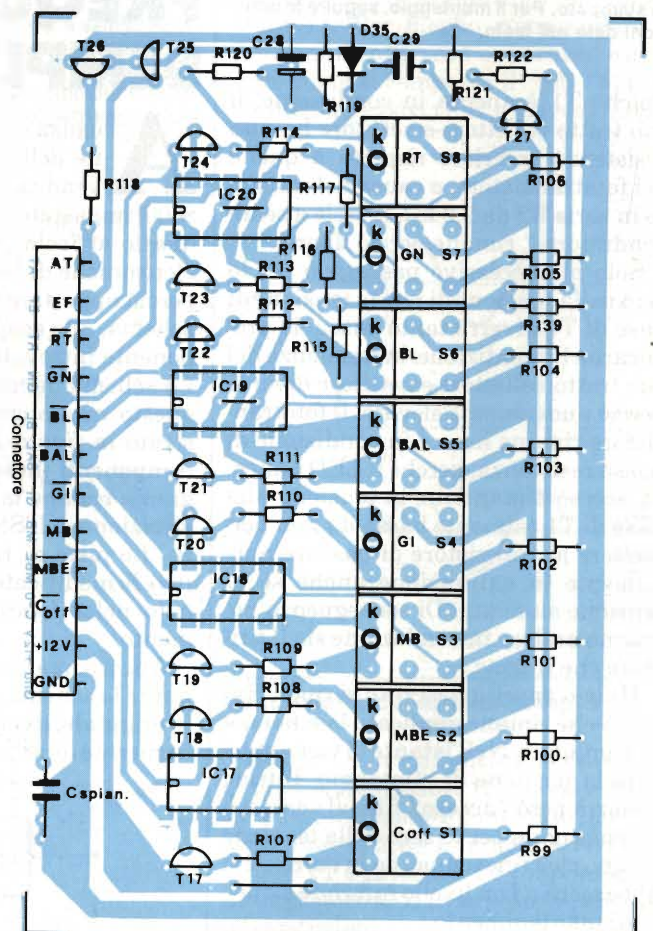 T26
T25
R120
C28
D35
C29
R122
R119
R121
T27
T24
R114
k
RT S8
R106
R118
IC20
R117
k
GN S7
AT
R116
R105
R113
T23
EF
R112
R139
RT
T22
R115
k
BL S6
R104
GN
IC19
BL
Connettore
k
BAL S5
R103
BAL
R111
T21
GI
R110
MB
T20
k
GI S4
R102
MBE
IC18
Coff
k
MB S3
R101
+12V
T19
R109
GND
R108
T18
k
MBE S2
R100
Cspian.
IC17
k
Coff S1
R99
T17
R107